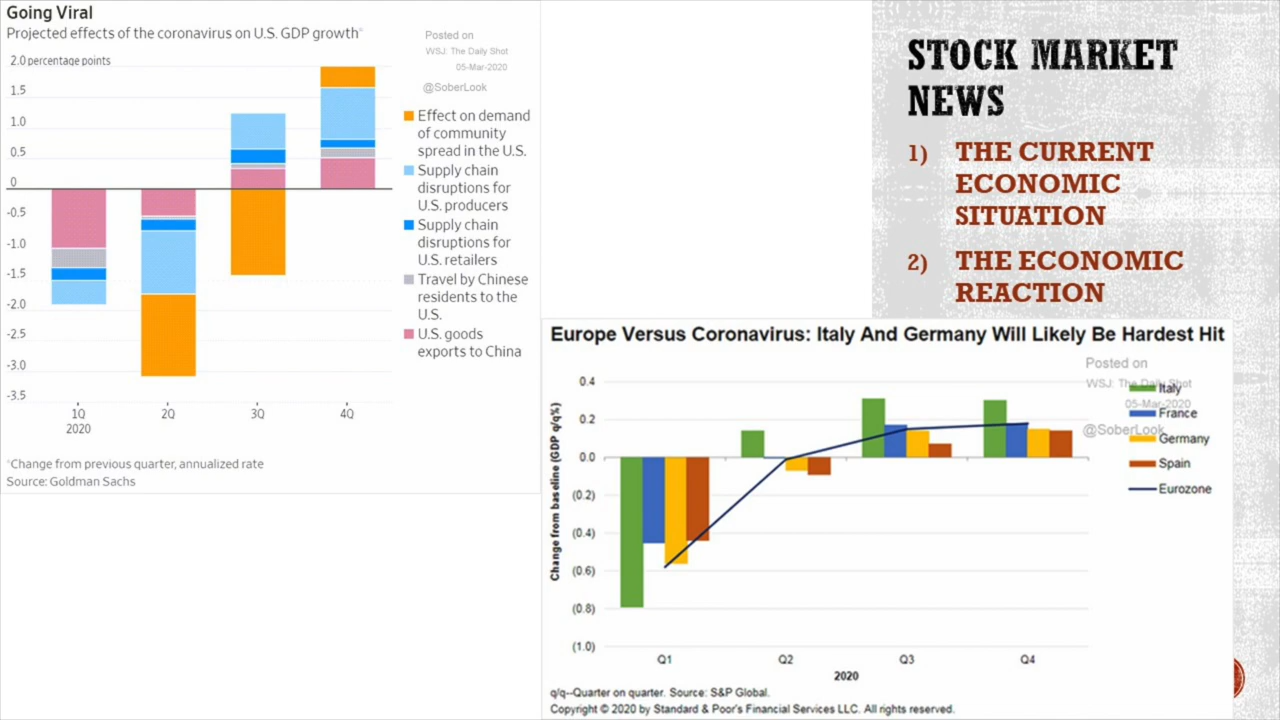 Going Viral
Projected effects of the coronavirus on U.S. GDP growth*
Posted on
WSJ: The Daily Shot
05-Mar-2020
@SoberLook
2.0 percentage points
1.5
1.0
0.5
0
-0.5
-1.0
-1.5
-2.0
-2.5
-3.0
-3.5
1Q
2Q
3Q
4Q
2020
Effect on demand
of community
spread in the U.S.
Supply chain
disruptions for
U.S. producers
Supply chain
disruptions for
U.S. retailers
Travel by Chinese
residents to the
U.S.
U.S. goods
exports to China
*Change from previous quarter, annualized rate
Source: Goldman Sachs
STOCK MARKET
NEWS
1) THE CURRENT
ECONOMIC
SITUATION
2) THE ECONOMIC
REACTION
Europe Versus Coronavirus: Italy And Germany Will Likely Be Hardest Hit
Posted on
WSJ: The Daily Shot
05-Mar-2020
@SoberLook
Change from baseline (GDP q/q%)
0.4
0.2
0.0
(0.2)
(0.4)
(0.6)
(0.8)
(1.0)
Q1
Q2
Q3
Q4
2020
Italy
France
Germany
Spain
Eurozone
q/q--Quarter on quarter. Source: S&P Global.
Copyright © 2020 by Standard & Poor's Financial Services LLC. All rights reserved.